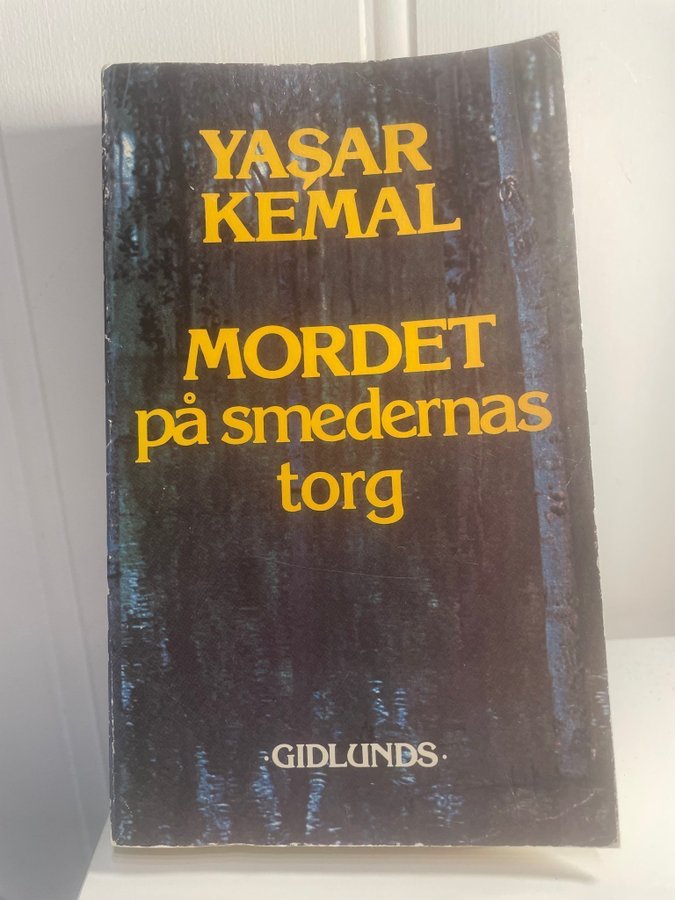 YAŞAR
KEMAL
MORDET
på smedernas
torg
·GIDLUNDS·